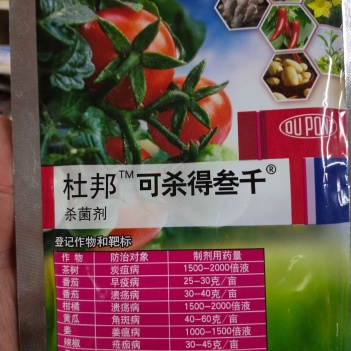 DU PONT
杜邦™可杀得叁千®
杀菌剂
登记作物和靶标
作 物 防治对象 制剂用药量
茶树 炭疽病 1500-2000倍液
番茄 早疫病 25-30克/亩
番茄 溃疡病 30-40克/亩
柑橘 溃疡病 1500-2000倍液
黄瓜 角斑病 40-60克/亩
姜 姜瘟病 1000-1500倍液
辣椒 疮痂病 30-45克/亩